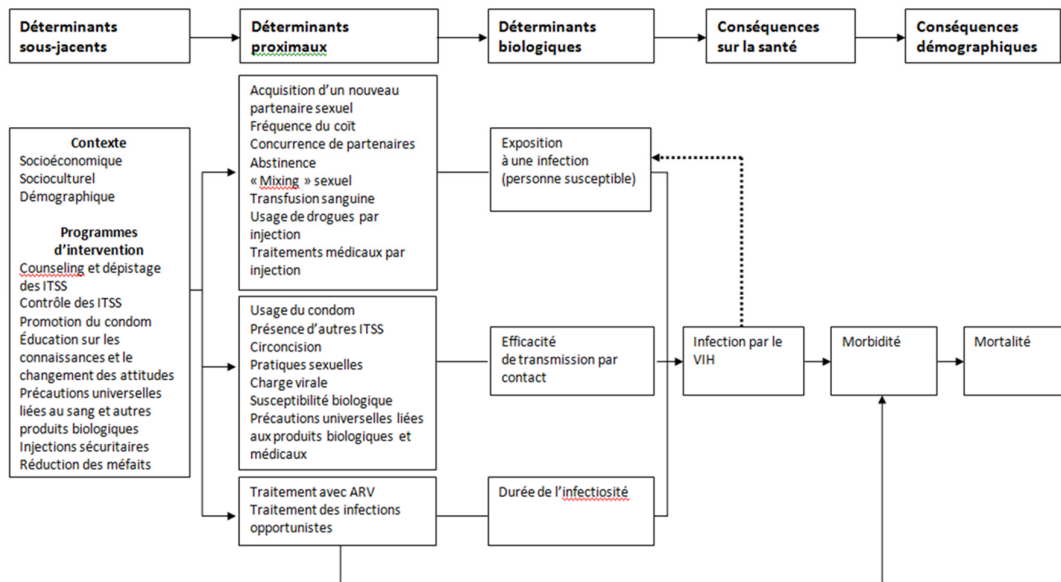 Déterminants
sous-jacents
Déterminants
proximaux
Déterminants
biologiques
Conséquences
sur la santé
Conséquences
démographiques
Contexte
Socioéconomique
Socioculturel
Démographique
Programmes
d'intervention
Counseling et dépistage
des ITSS
Contrôle des ITSS
Promotion du condom
Éducation sur les
connaissances et le
changement des attitudes
Précautions universelles
liées au sang et autres
produits biologiques
Injections sécuritaires
Réduction des méfaits
Acquisition d'un nouveau
partenaire sexuel
Fréquence du coït
Concurrence de partenaires
Abstinence
« Mixing » sexuel
Transfusion sanguine
Usage de drogues par
injection
Traitements médicaux par
injection
Usage du condom
Présence d'autres ITSS
Circoncision
Pratiques sexuelles
Charge virale
Susceptibilité biologique
Précautions universelles liées
aux produits biologiques et
médicaux
Traitement avec ARV
Traitement des infections
opportunistes
Exposition
à une infection
(personne susceptible)
Efficacité
de transmission par
contact
Durée de l'infectiosité
Infection par le
VIH
Morbidité
Mortalité